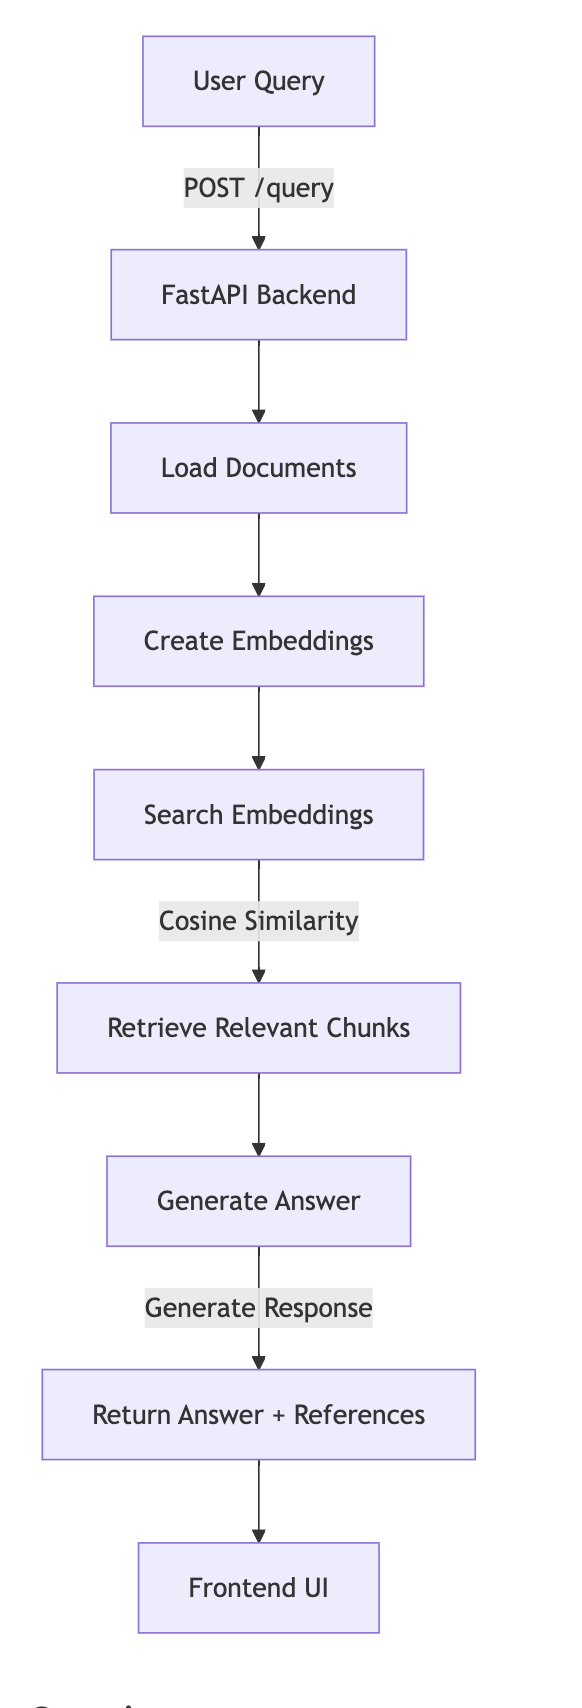 User Query
POST /query
FastAPI Backend
Load Documents
Create Embeddings
Search Embeddings
Cosine Similarity
Retrieve Relevant Chunks
Generate Answer
Generate Response
Return Answer + References
Frontend UI